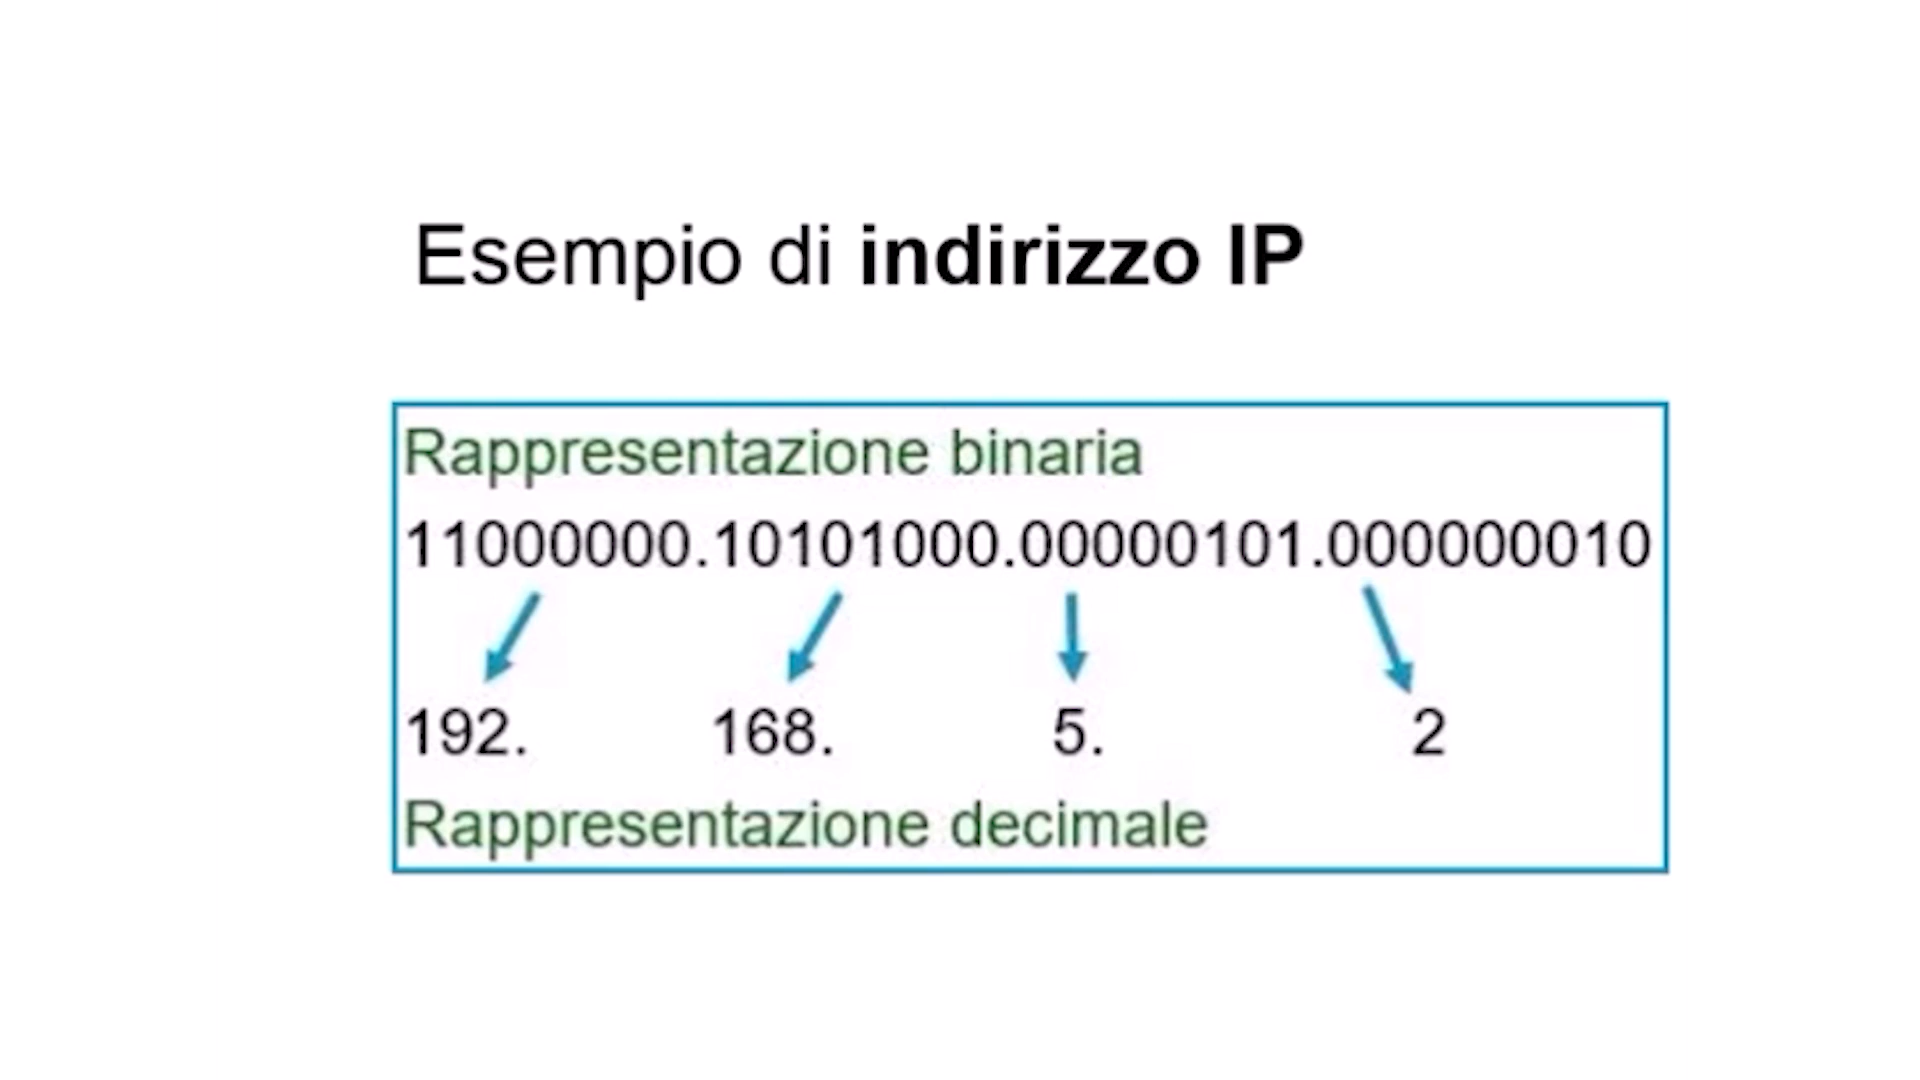 Esempio di indirizzo IP
Rappresentazione binaria
11000000.10101000.00000101.000000010
192. 168. 5. 2
Rappresentazione decimale